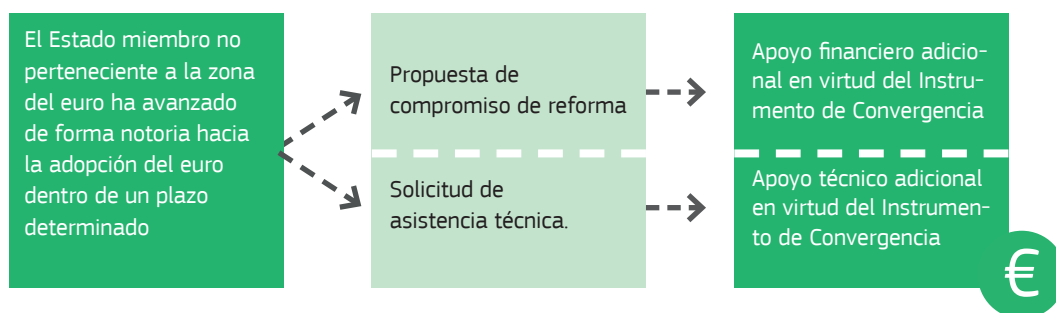 El Estado miembro no
perteneciente a la zona
del euro ha avanzado
de forma notoria hacia
la adopción del euro
dentro de un plazo
determinado
Propuesta de
compromiso de reforma
Solicitud de
asistencia técnica.
Apoyo financiero adicio-
nal en virtud del Instru-
mento de Convergencia
Apoyo técnico adicional
en virtud del Instrumen-
to de Convergencia
€